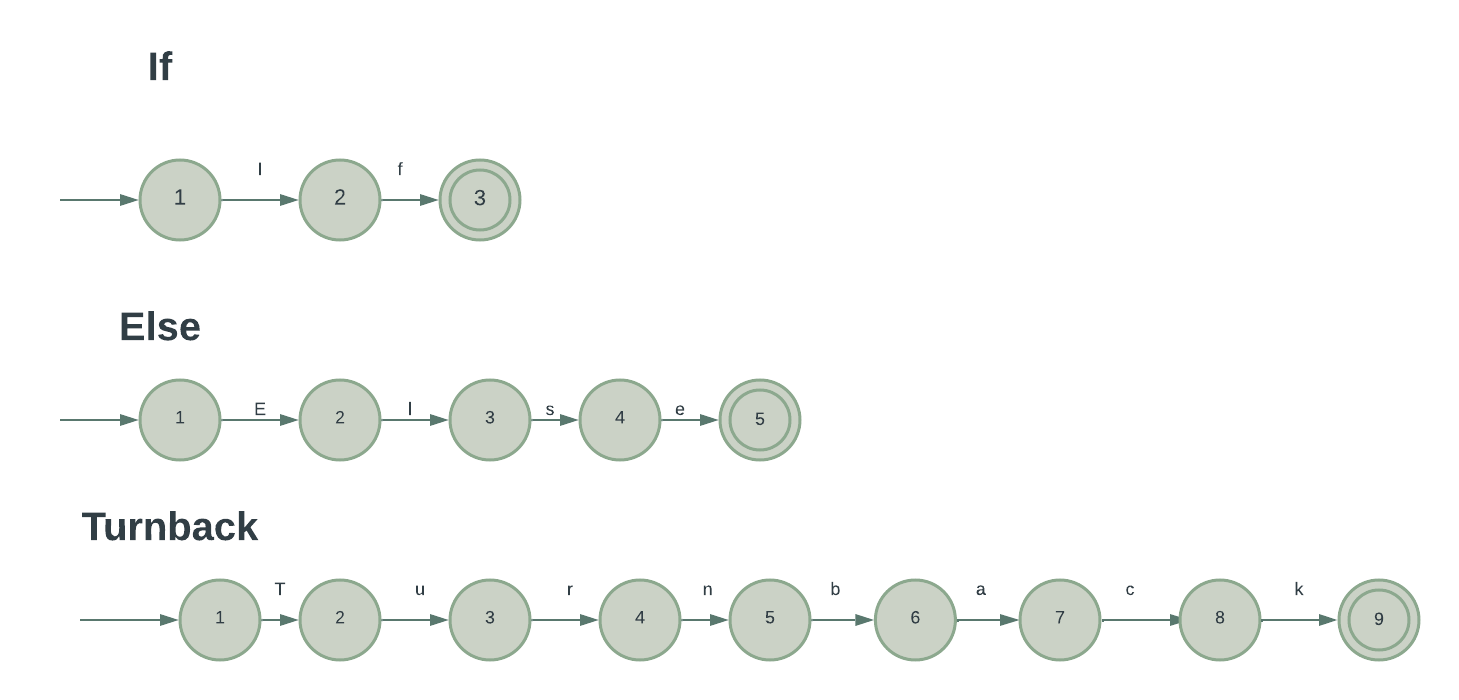 If
I f
1 2 3
Else
E l s e
1 2 3 4 5
Turnback
T u r n b a c k
1 2 3 4 5 6 7 8 9